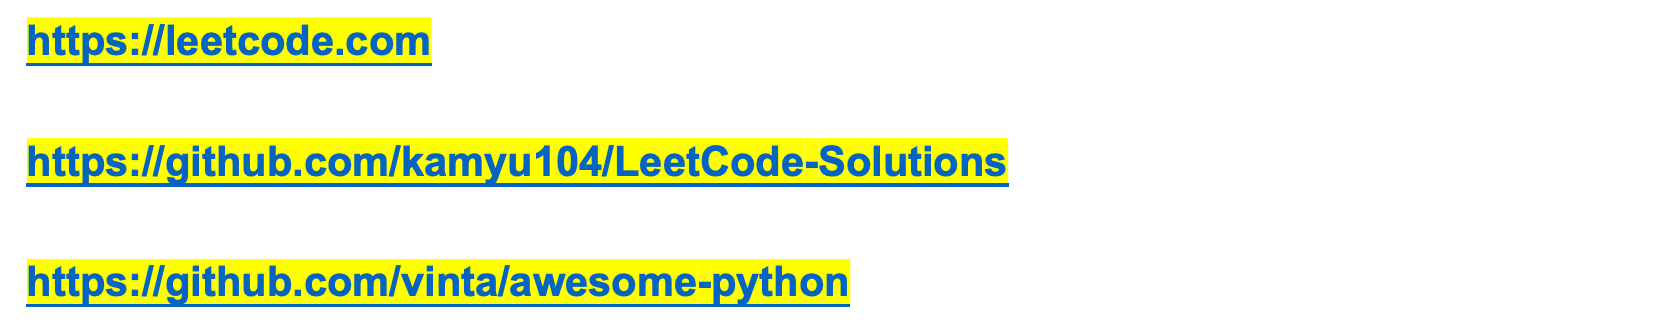 https://leetcode.com
https://github.com/kamyu104/LeetCode-Solutions
https://github.com/vinta/awesome-python